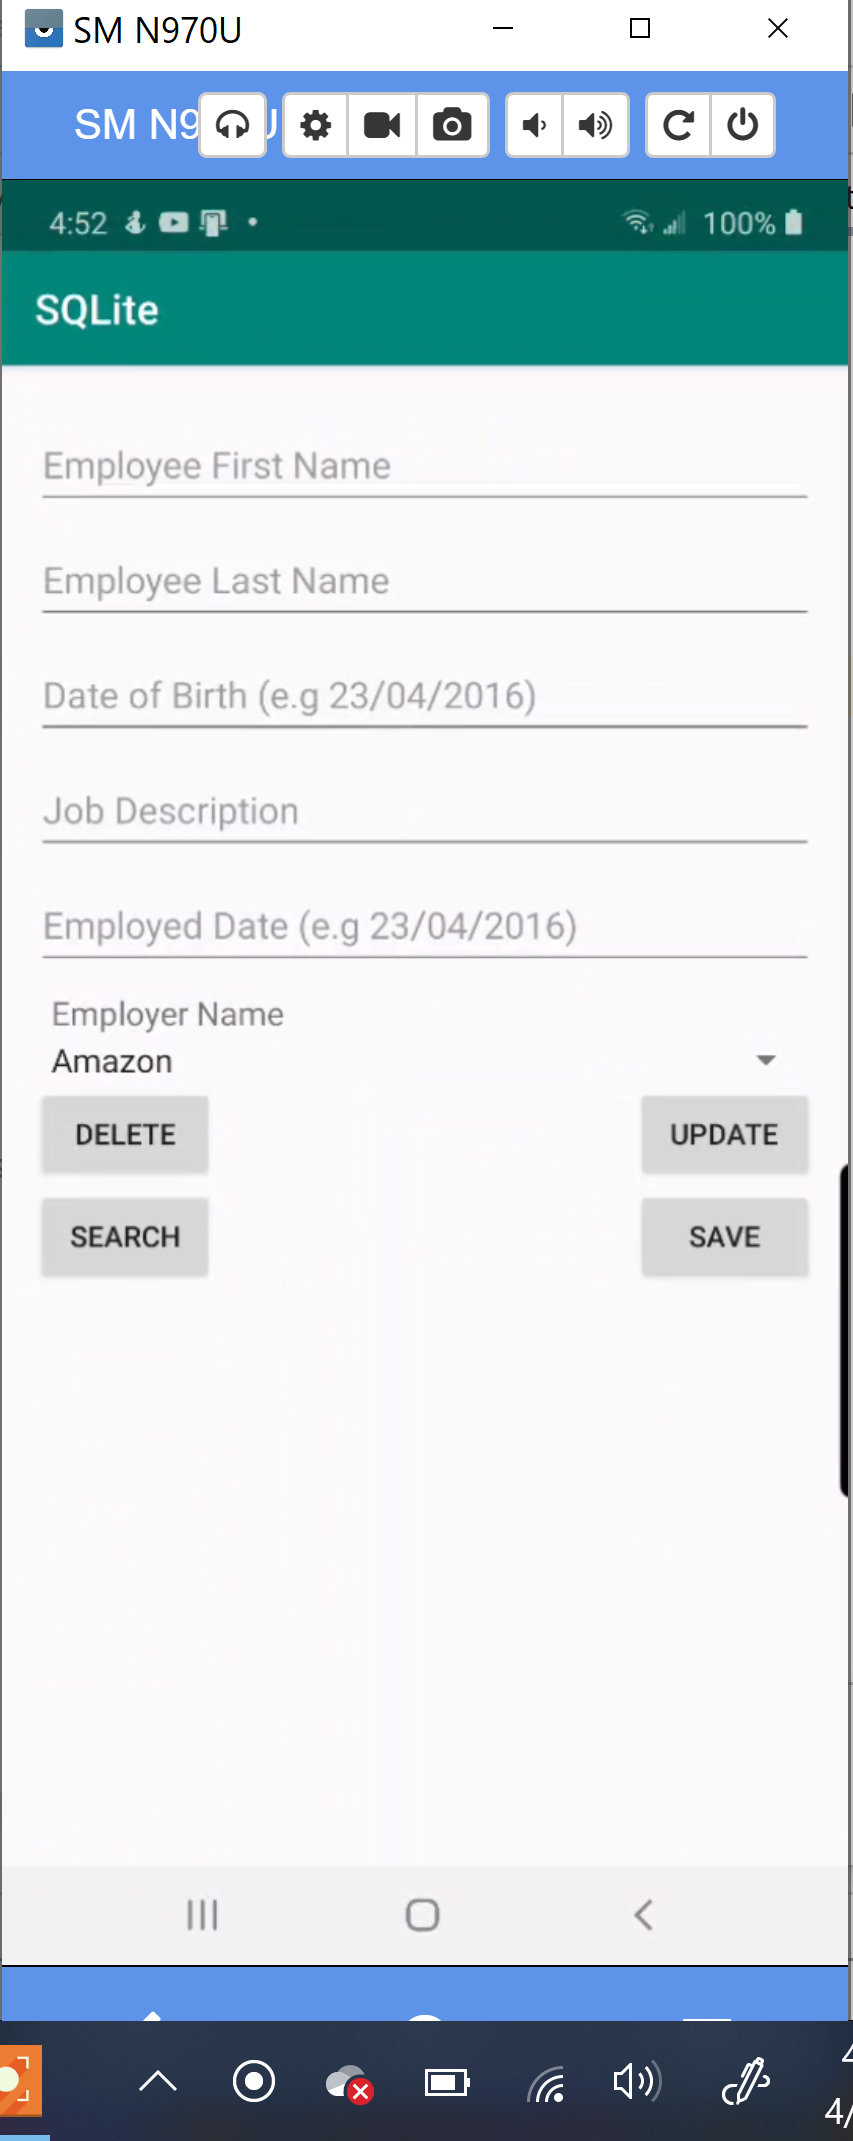 SM N970U
SM N9 U
4:52 100%
SQLite
Employee First Name
Employee Last Name
Date of Birth (e.g 23/04/2016)
Job Description
Employed Date (e.g 23/04/2016)
Employer Name
Amazon
DELETE UPDATE
SEARCH SAVE
4/